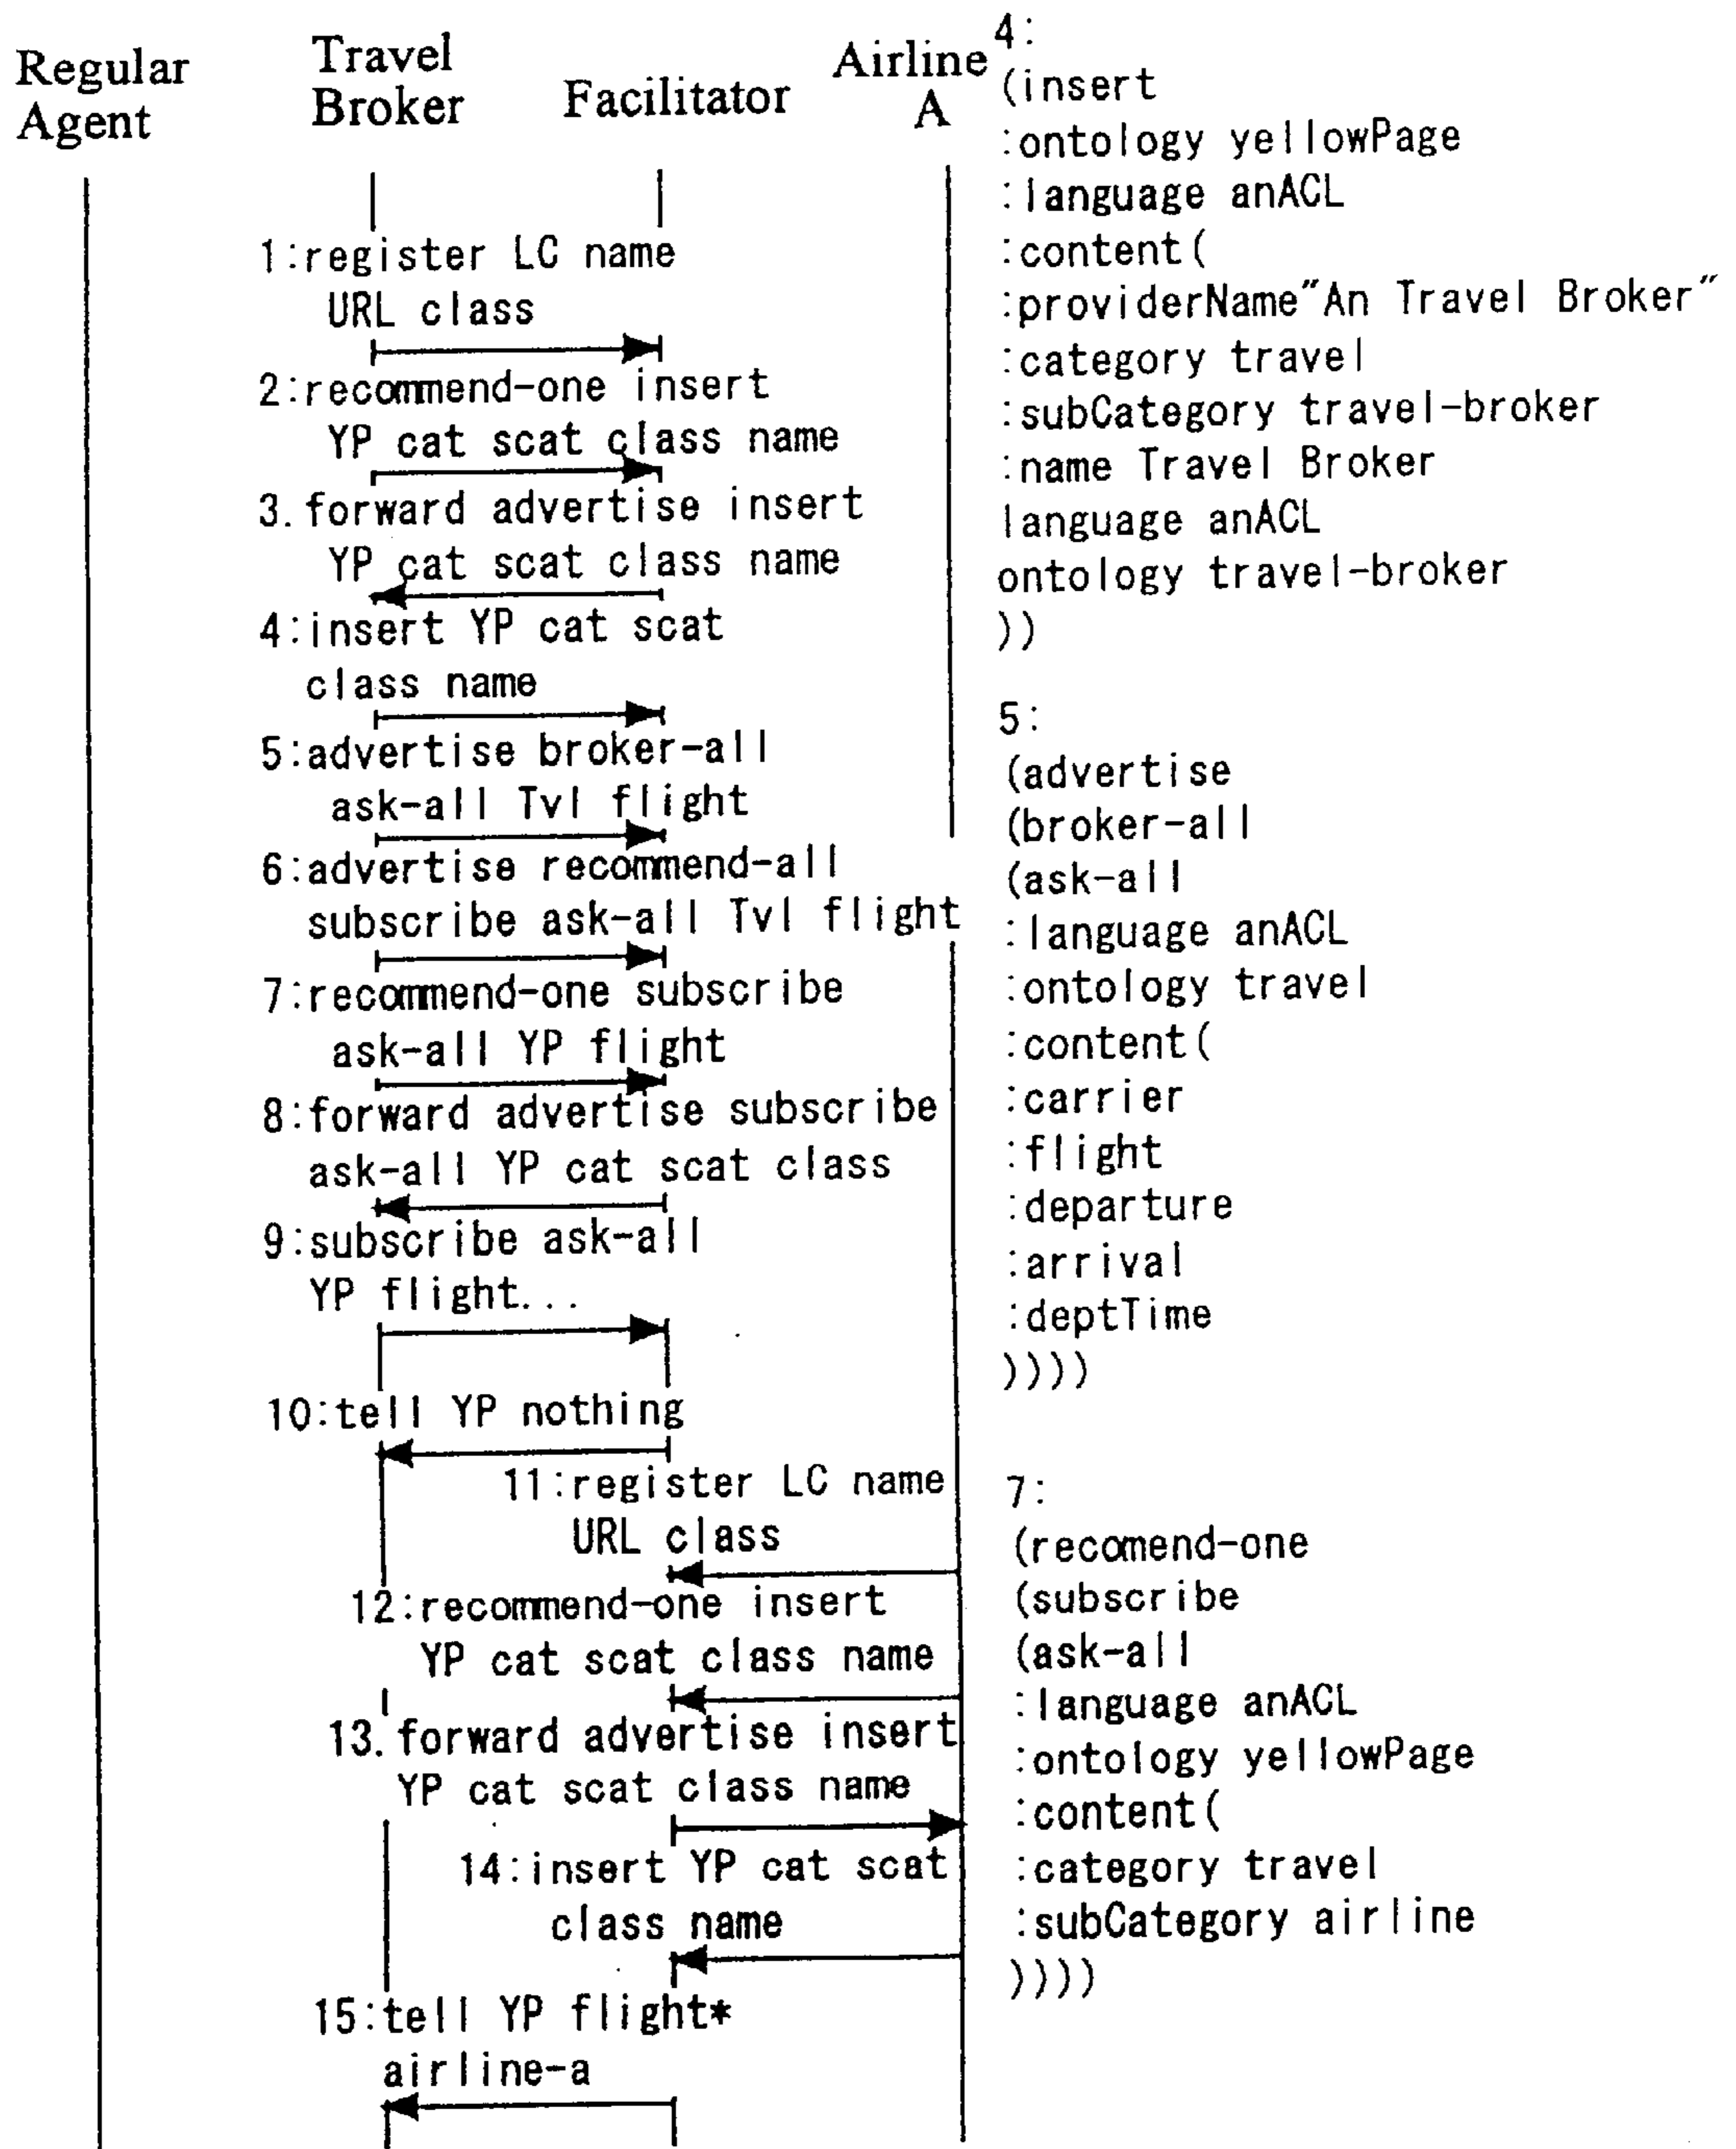 Regular
Agent
Travel
Broker
Facilitator
Airline
A
1:register LC name
URL class
2:recommend-one insert
YP cat scat class name
3.forward advertise insert
YP cat scat class name
4:insert YP cat scat
class name
5:advertise broker-all
ask-all Tvl flight
6:advertise recommend-all
subscribe ask-all Tvl flight
7:recommend-one subscribe
ask-all YP flight
8:forward advertise subscribe
ask-all YP cat scat class
9:subscribe ask-all
YP flight...
10:tell YP nothing
11:register LC name
URL class
12:recommend-one insert
YP cat scat class name
13.forward advertise insert
YP cat scat class name
14:insert YP cat scat
class name
15:tell YP flight*
airline-a
4:
(insert
:ontology yellowPage
:language anACL
:content(
:providerName"An Travel Broker"
:category travel
:subCategory travel-broker
:name Travel Broker
language anACL
ontology travel-broker
))
5:
(advertise
(broker-all
(ask-all
:language anACL
:ontology travel
:content(
:carrier
:flight
:departure
:arrival
:deptTime
))))
7:
(recomend-one
(subscribe
(ask-all
:language anACL
:ontology yellowPage
:content(
:category travel
:subCategory airline
))))